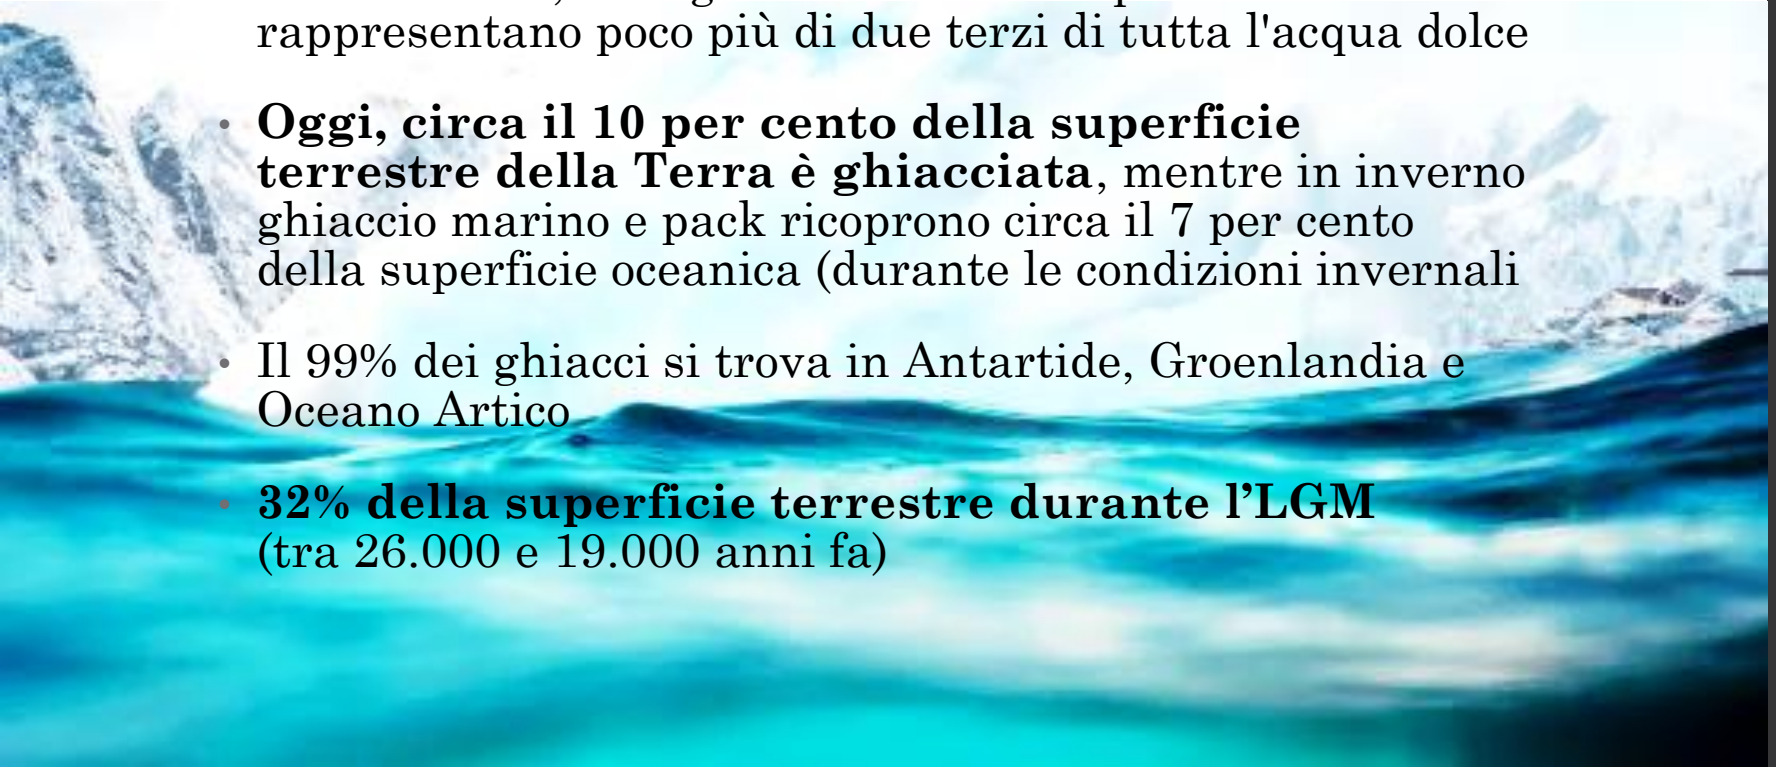 rappresentano poco più di due terzi di tutta l'acqua dolce
• Oggi, circa il 10 per cento della superficie
terrestre della Terra è ghiacciata, mentre in inverno
ghiaccio marino e pack ricoprono circa il 7 per cento
della superficie oceanica (durante le condizioni invernali
• Il 99% dei ghiacci si trova in Antartide, Groenlandia e
Oceano Artico
• 32% della superficie terrestre durante l’LGM
(tra 26.000 e 19.000 anni fa)